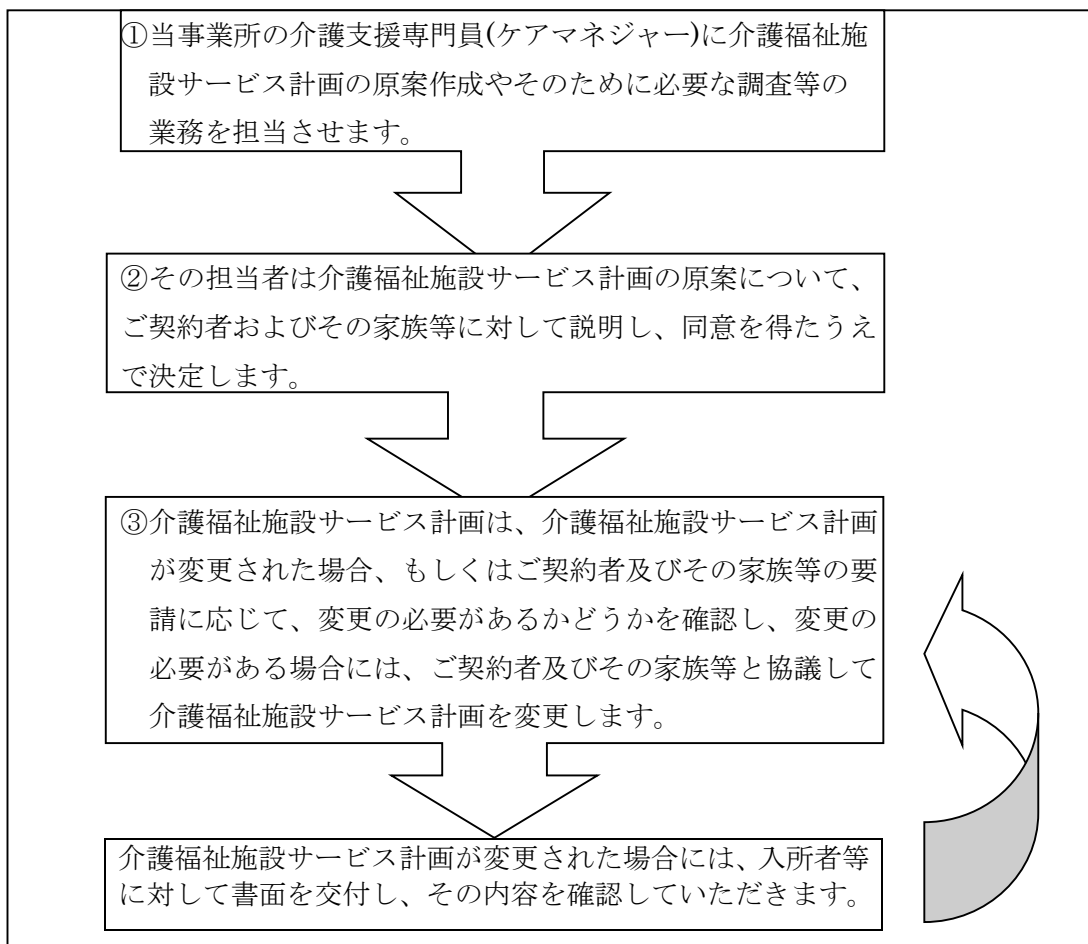 ①当事業所の介護支援専門員(ケアマネジャー)に介護福祉施
設サービス計画の原案作成やそのために必要な調査等の
業務を担当させます。
②その担当者は介護福祉施設サービス計画の原案について、
ご契約者およびその家族等に対して説明し、同意を得たうえ
で決定します。
③介護福祉施設サービス計画は、介護福祉施設サービス計画
が変更された場合、もしくはご契約者及びその家族等の要
請に応じて、変更の必要があるかどうかを確認し、変更の
必要がある場合には、ご契約者及びその家族等と協議して
介護福祉施設サービス計画を変更します。
介護福祉施設サービス計画が変更された場合には、入所者等
に対して書面を交付し、その内容を確認していただきます。